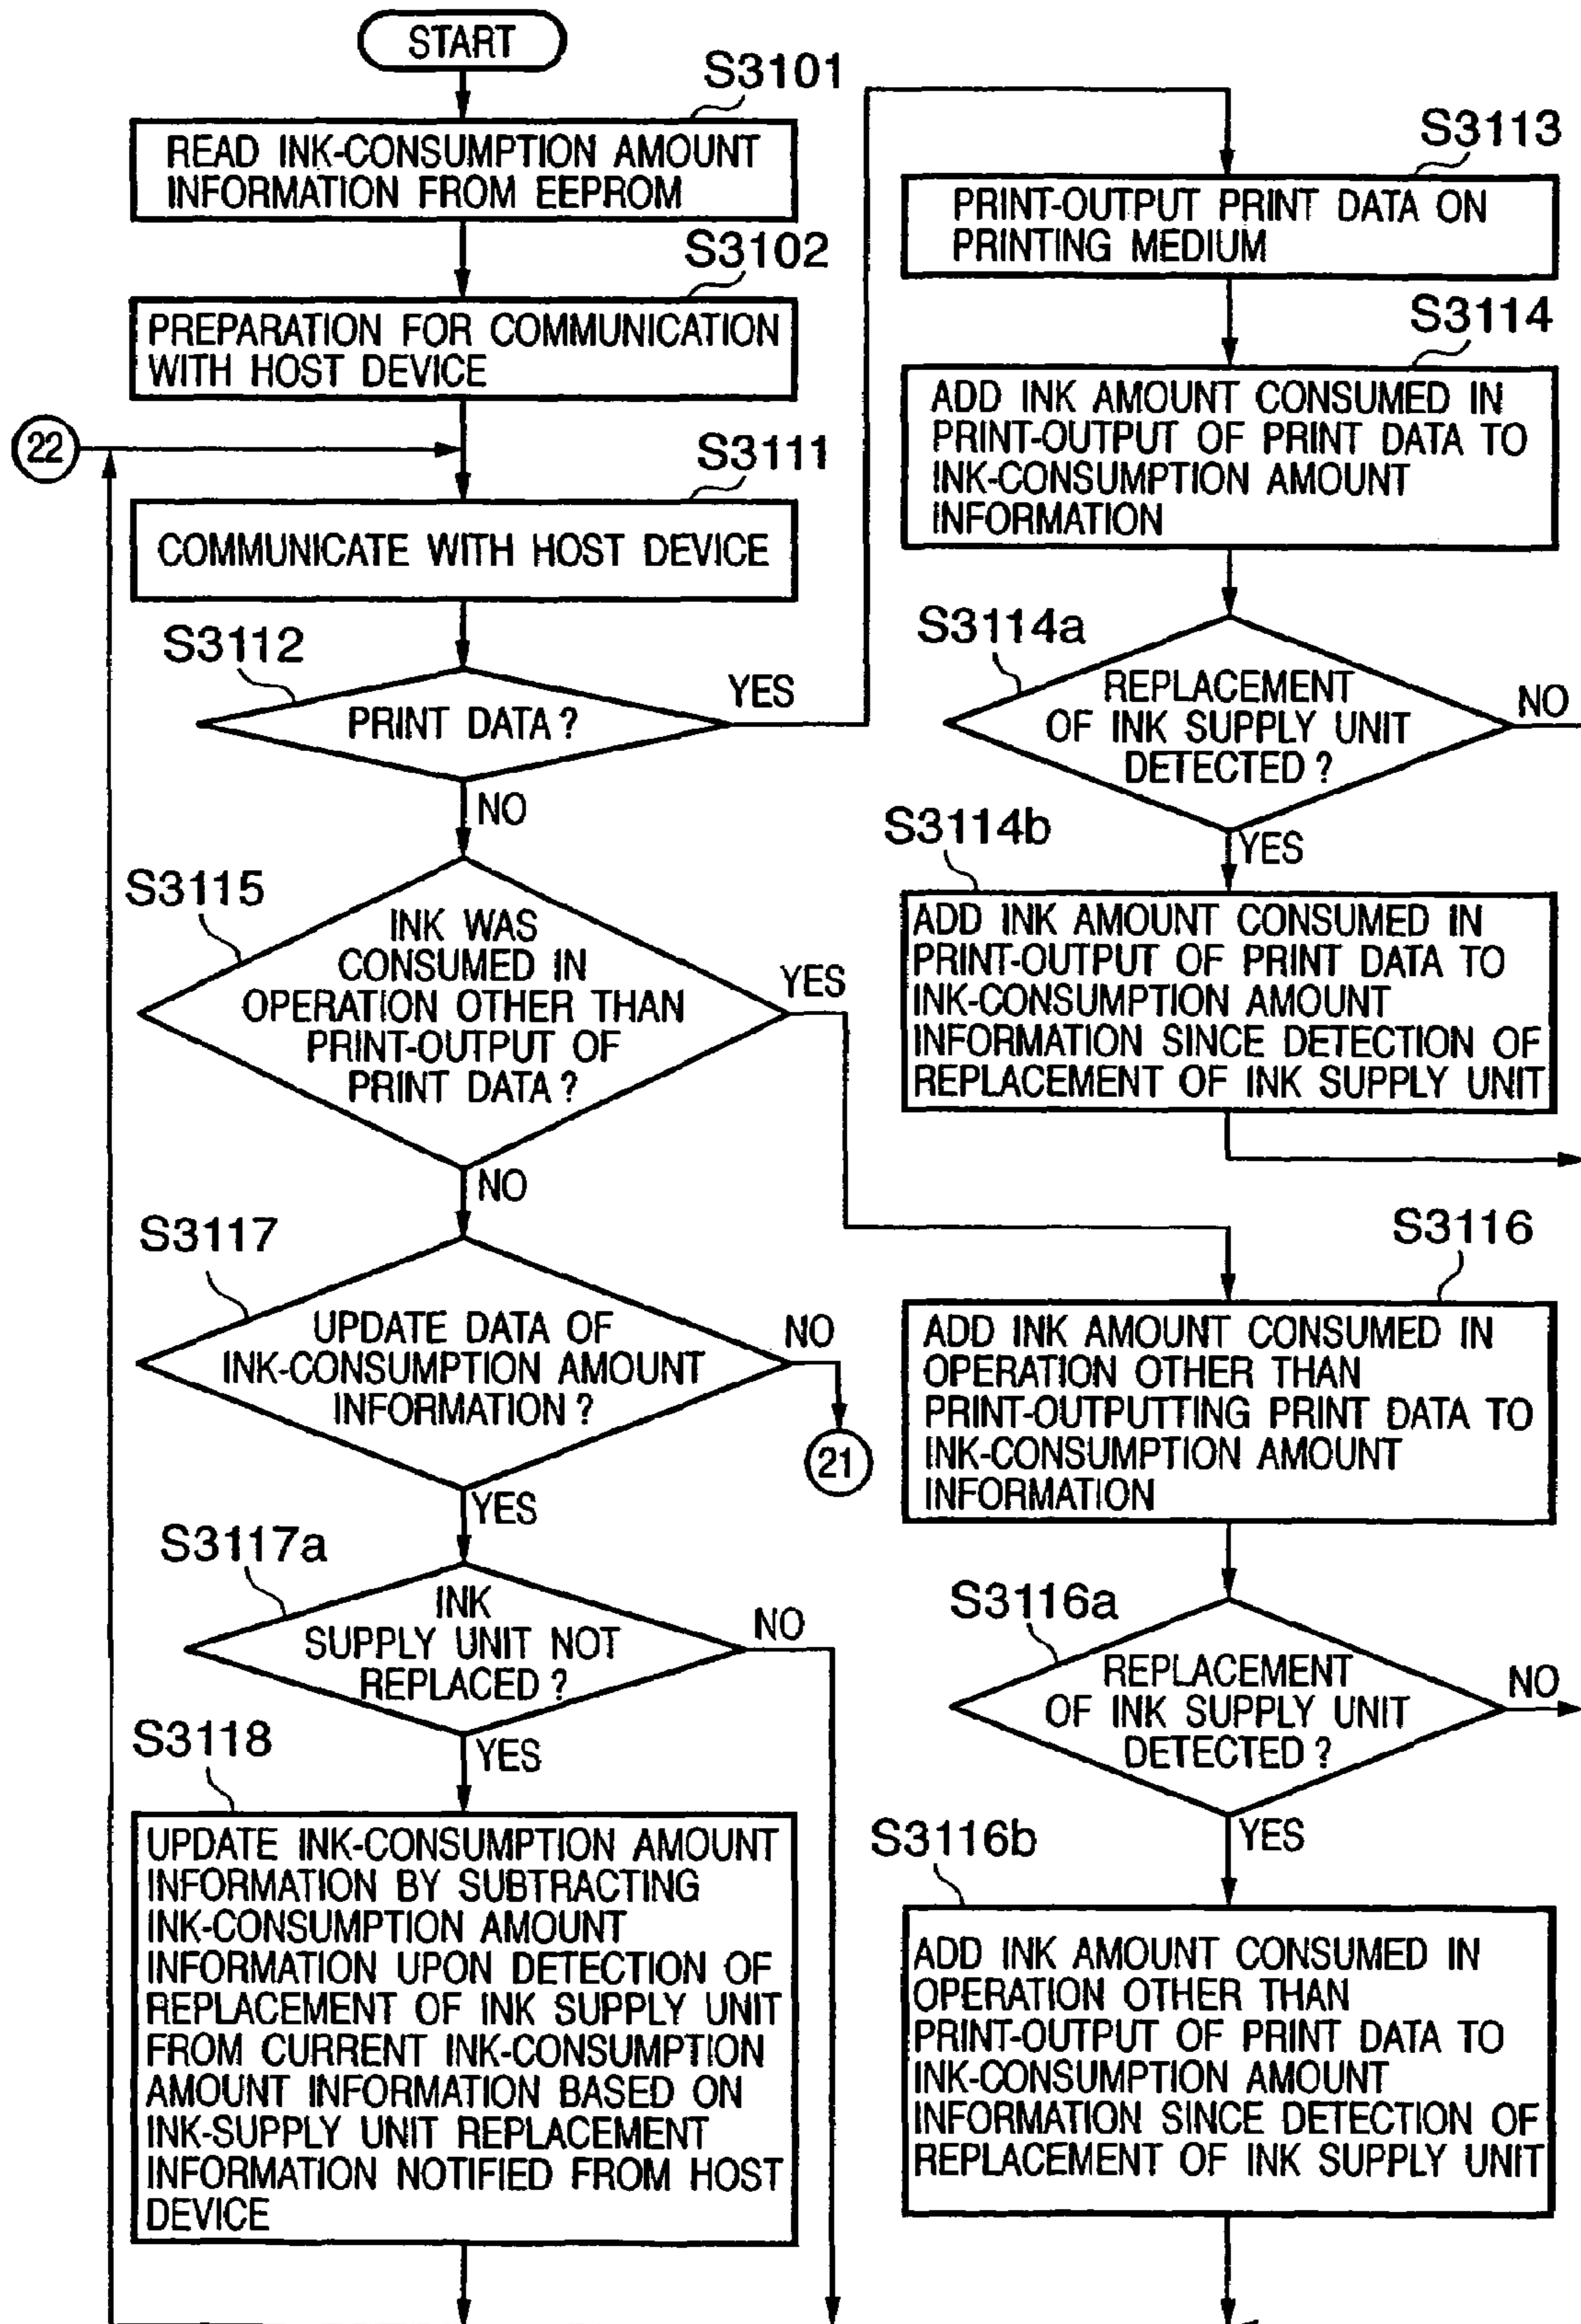 START
S3101
READ INK-CONSUMPTION AMOUNT
INFORMATION FROM EEPROM
S3102
PREPARATION FOR COMMUNICATION
WITH HOST DEVICE
22
S3111
COMMUNICATE WITH HOST DEVICE
S3112
PRINT DATA ?
YES
NO
S3115
INK WAS
CONSUMED IN
OPERATION OTHER THAN
PRINT-OUTPUT OF
PRINT DATA ?
YES
NO
S3117
UPDATE DATA OF
INK-CONSUMPTION AMOUNT
INFORMATION ?
NO
21
YES
S3117a
INK
SUPPLY UNIT NOT
REPLACED ?
NO
YES
S3118
UPDATE INK-CONSUMPTION AMOUNT
INFORMATION BY SUBTRACTING
INK-CONSUMPTION AMOUNT
INFORMATION UPON DETECTION OF
REPLACEMENT OF INK SUPPLY UNIT
FROM CURRENT INK-CONSUMPTION
AMOUNT INFORMATION BASED ON
INK-SUPPLY UNIT REPLACEMENT
INFORMATION NOTIFIED FROM HOST
DEVICE
S3113
PRINT-OUTPUT PRINT DATA ON
PRINTING MEDIUM
S3114
ADD INK AMOUNT CONSUMED IN
PRINT-OUTPUT OF PRINT DATA TO
INK-CONSUMPTION AMOUNT
INFORMATION
S3114a
REPLACEMENT
OF INK SUPPLY UNIT
DETECTED ?
NO
YES
S3114b
ADD INK AMOUNT CONSUMED IN
PRINT-OUTPUT OF PRINT DATA TO
INK-CONSUMPTION AMOUNT
INFORMATION SINCE DETECTION OF
REPLACEMENT OF INK SUPPLY UNIT
S3116
ADD INK AMOUNT CONSUMED IN
OPERATION OTHER THAN
PRINT-OUTPUTTING PRINT DATA TO
INK-CONSUMPTION AMOUNT
INFORMATION
S3116a
REPLACEMENT
OF INK SUPPLY UNIT
DETECTED ?
NO
YES
S3116b
ADD INK AMOUNT CONSUMED IN
OPERATION OTHER THAN
PRINT-OUTPUT OF PRINT DATA TO
INK-CONSUMPTION AMOUNT
INFORMATION SINCE DETECTION OF
REPLACEMENT OF INK SUPPLY UNIT